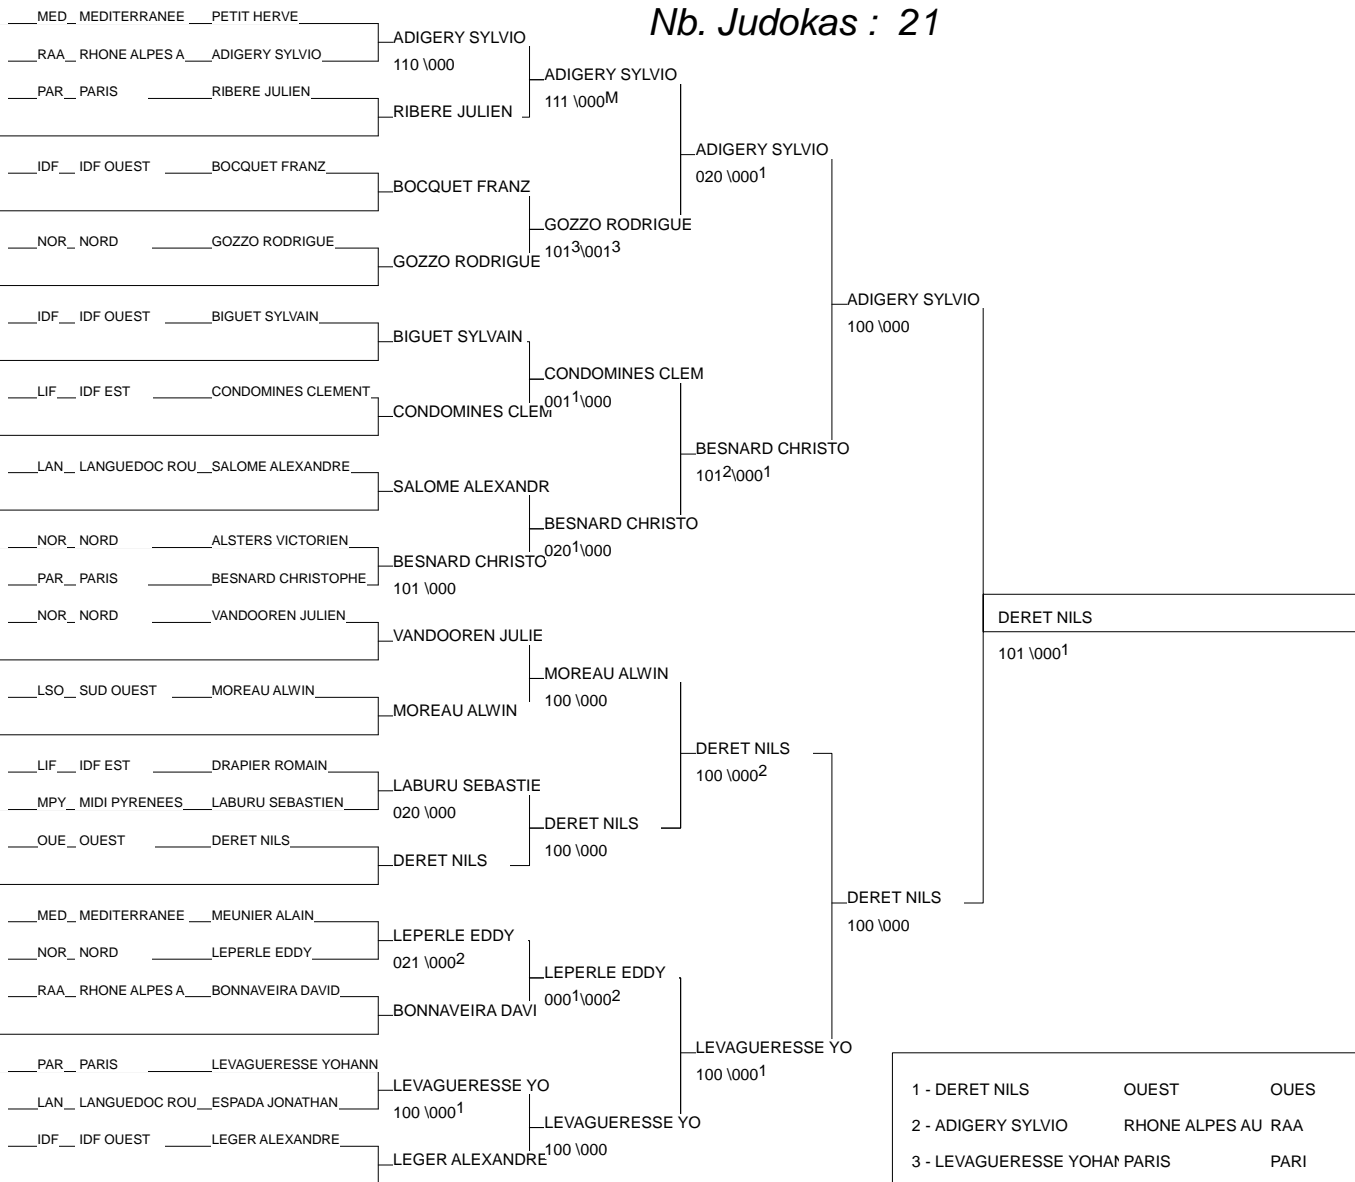 Nb. Judokas : 21
MED_ MEDITERRANEE PETIT HERVE
RAA_ RHONE ALPES A ADIGERY SYLVIO
PAR_ PARIS RIBERE JULIEN
IDF_ IDF OUEST BOCQUET FRANZ
NOR_ NORD GOZZO RODRIGUE
IDF_ IDF OUEST BIGUET SYLVAIN
LIF_ IDF EST CONDOMINES CLEMENT
LAN_ LANGUEDOC ROU SALOME ALEXANDRE
NOR_ NORD ALSTERS VICTORIEN
PAR_ PARIS BESNARD CHRISTOPHE
NOR_ NORD VANDOOREN JULIEN
LSO_ SUD OUEST MOREAU ALWIN
LIF_ IDF EST DRAPIER ROMAIN
MPY_ MIDI PYRENEES LABURU SEBASTIEN
OUE_ OUEST DERET NILS
MED_ MEDITERRANEE MEUNIER ALAIN
NOR_ NORD LEPERLE EDDY
RAA_ RHONE ALPES A BONNAVEIRA DAVID
PAR_ PARIS LEVAGUERESSE YOHANN
LAN_ LANGUEDOC ROU ESPADA JONATHAN
IDF_ IDF OUEST LEGER ALEXANDRE
ADIGERY SYLVIO
110 \000
RIBERE JULIEN
BOCQUET FRANZ
GOZZO RODRIGUE
BIGUET SYLVAIN
CONDOMINES CLEM
SALOME ALEXANDR
BESNARD CHRISTO
101 \000
VANDOOREN JULIE
MOREAU ALWIN
LABURU SEBASTIE
020 \000
DERET NILS
LEPERLE EDDY
021 \000²
BONNAVEIRA DAVI
LEVAGUERESSE YO
100 \000¹
LEGER ALEXANDRE
ADIGERY SYLVIO
111 \000M
GOZZO RODRIGUE
101³\001³
CONDOMINES CLEM
001¹\000
BESNARD CHRISTO
020¹\000
MOREAU ALWIN
100 \000
DERET NILS
100 \000
LEPERLE EDDY
000¹\000²
LEVAGUERESSE YO
100 \000
ADIGERY SYLVIO
020 \000¹
BESNARD CHRISTO
101²\000¹
DERET NILS
100 \000²
LEVAGUERESSE YO
100 \000¹
ADIGERY SYLVIO
100 \000
DERET NILS
100 \000
DERET NILS
101 \000¹
1 - DERET NILS OUEST OUES
2 - ADIGERY SYLVIO RHONE ALPES AU RAA
3 - LEVAGUERESSE YOHAN PARIS PARI